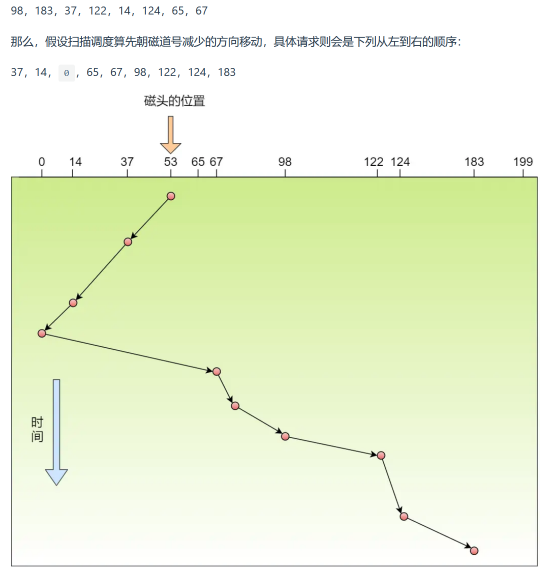 98, 183, 37, 122, 14, 124, 65, 67
那么，假设扫描调度算先朝磁道号减少的方向移动，具体请求则会是下列从左到右的顺序：
37, 14, 0, 65, 67, 98, 122, 124, 183
磁头的位置
0 14 37 53 65 67 98 122 124 183 199
时
间